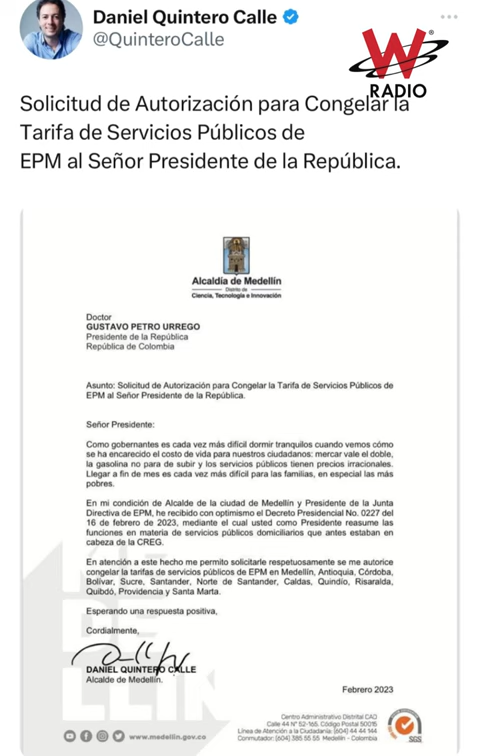 Daniel Quintero Calle
@QuinteroCalle
W
RADIO
Solicitud de Autorización para Congelar la
Tarifa de Servicios Públicos de
EPM al Señor Presidente de la República.
Alcaldía de Medellín
Distrito de
Ciencia, Tecnología e Innovación
Doctor
GUSTAVO PETRO URREGO
Presidente de la República
República de Colombia
Asunto: Solicitud de Autorización para Congelar la Tarifa de Servicios Públicos de
EPM al Señor Presidente de la República.
Señor Presidente:
Como gobernantes es cada vez más difícil dormir tranquilos cuando vemos cómo
se ha encarecido el costo de vida para nuestros ciudadanos: mercar vale el doble,
la gasolina no para de subir y los servicios públicos tienen precios irracionales.
Llegar a fin de mes es cada vez más difícil para las familias, en especial las más
pobres.
En mi condición de Alcalde de la ciudad de Medellín y Presidente de la Junta
Directiva de EPM, he recibido con optimismo el Decreto Presidencial No. 0227 del
16 de febrero de 2023, mediante el cual usted como Presidente reasume las
funciones en materia de servicios públicos domiciliarios que antes estaban en
cabeza de la CREG.
En atención a este hecho me permito solicitarle respetuosamente se me autorice
congelar la tarifas de servicios públicos de EPM en Medellín, Antioquia, Córdoba,
Bolívar, Sucre, Santander, Norte de Santander, Caldas, Quindío, Risaralda,
Quibdó, Providencia y Santa Marta.
Esperando una respuesta positiva,
Cordialmente,
DANIEL QUINTERO CALLE
Alcalde de Medellín.
Febrero 2023
Centro Administrativo Distrital CAD
Calle 44 N° 52-165. Código Postal 50015
Línea de Atención a la Ciudadanía: (604) 44 44 144
Conmutador: (604) 385 55 55 Medellín - Colombia
www.medellin.gov.co
SGS